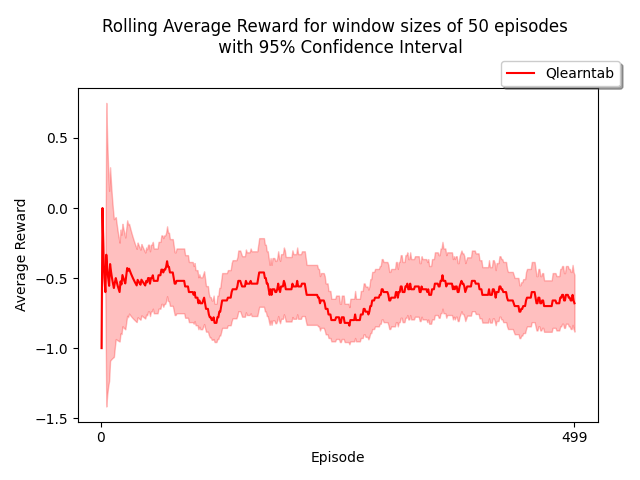 Rolling Average Reward for window sizes of 50 episodes
with 95% Confidence Interval
Qlearntab
0.5
0.0
−0.5
−1.0
−1.5
Average Reward
0
499
Episode